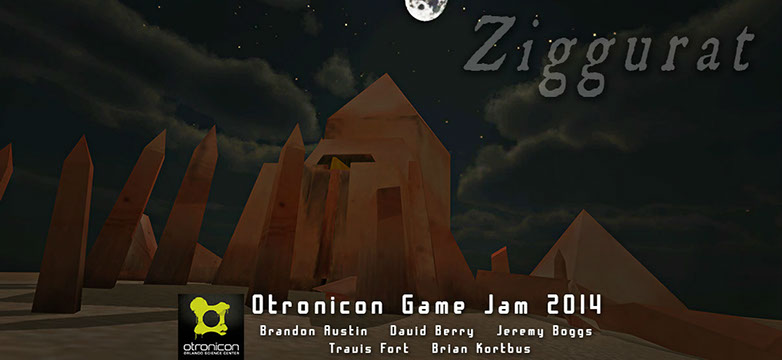 Ziggurat
Otronicon Game Jam 2014
Brandon Austin David Berry Jeremy Boggs
Travis Fort Brian Kortbus
otronicon
ORLANDO SCIENCE CENTER